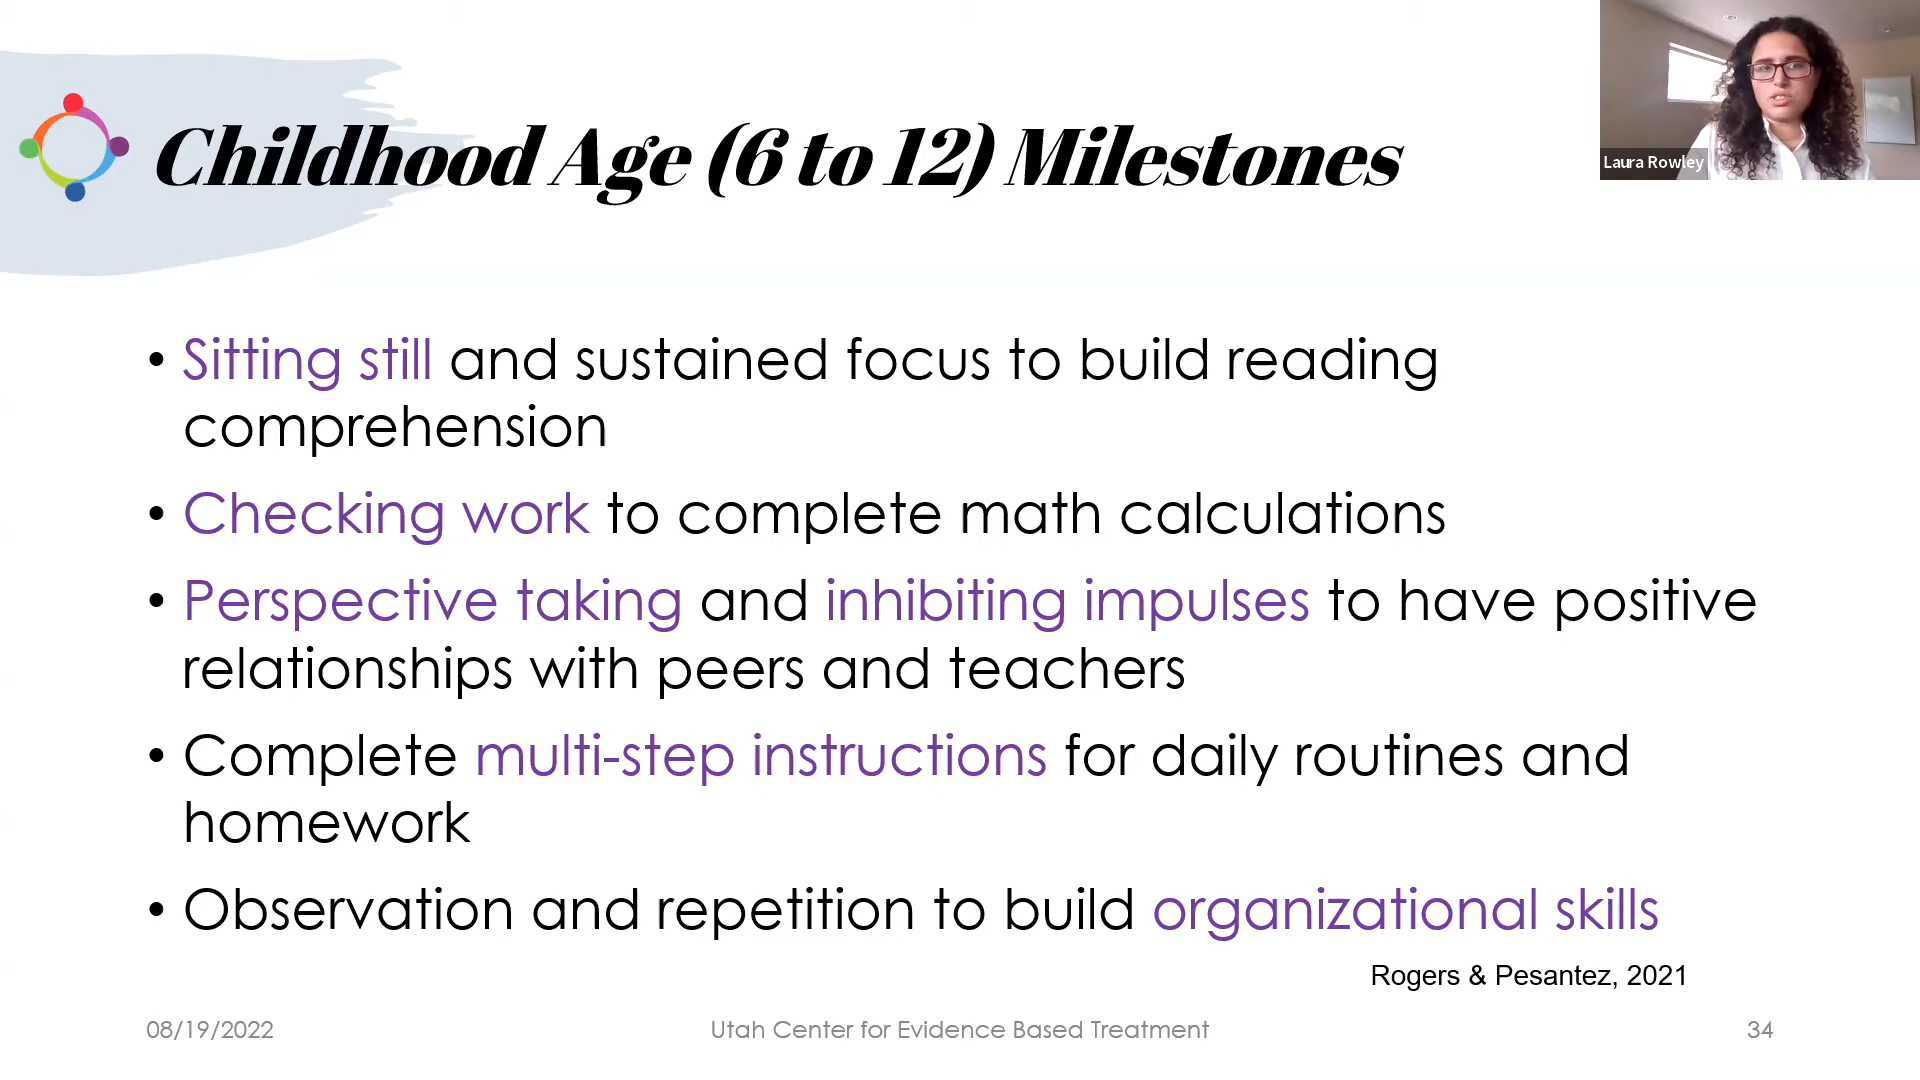 Childhood Age (6 to 12) Milestones
Laura Rowley
• Sitting still and sustained focus to build reading
comprehension
• Checking work to complete math calculations
• Perspective taking and inhibiting impulses to have positive
relationships with peers and teachers
• Complete multi-step instructions for daily routines and
homework
• Observation and repetition to build organizational skills
Rogers & Pesantez, 2021
08/19/2022
Utah Center for Evidence Based Treatment
34